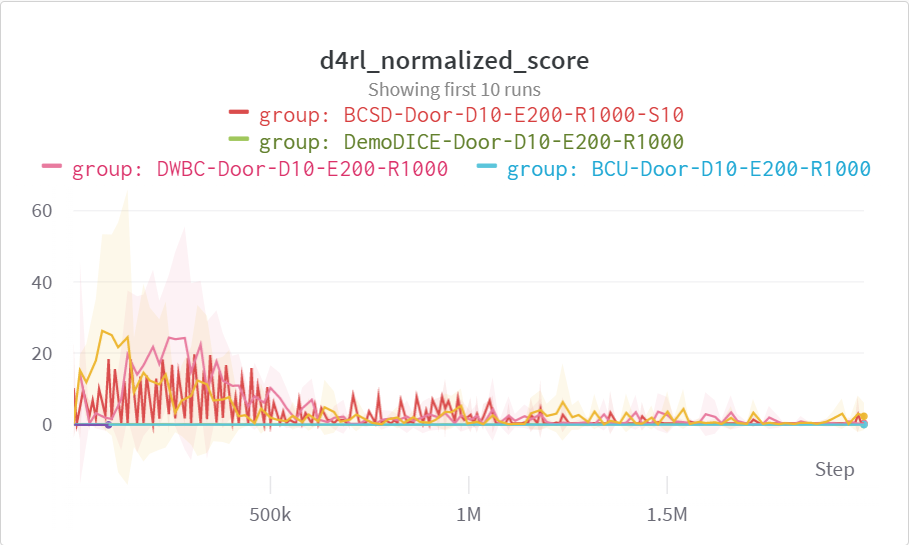 d4rl_normalized_score
Showing first 10 runs
group: BCSD-Door-D10-E200-R1000-S10
group: DemoDICE-Door-D10-E200-R1000
group: DWBC-Door-D10-E200-R1000 group: BCU-Door-D10-E200-R1000
60
40
20
0
Step
500k 1M 1.5M